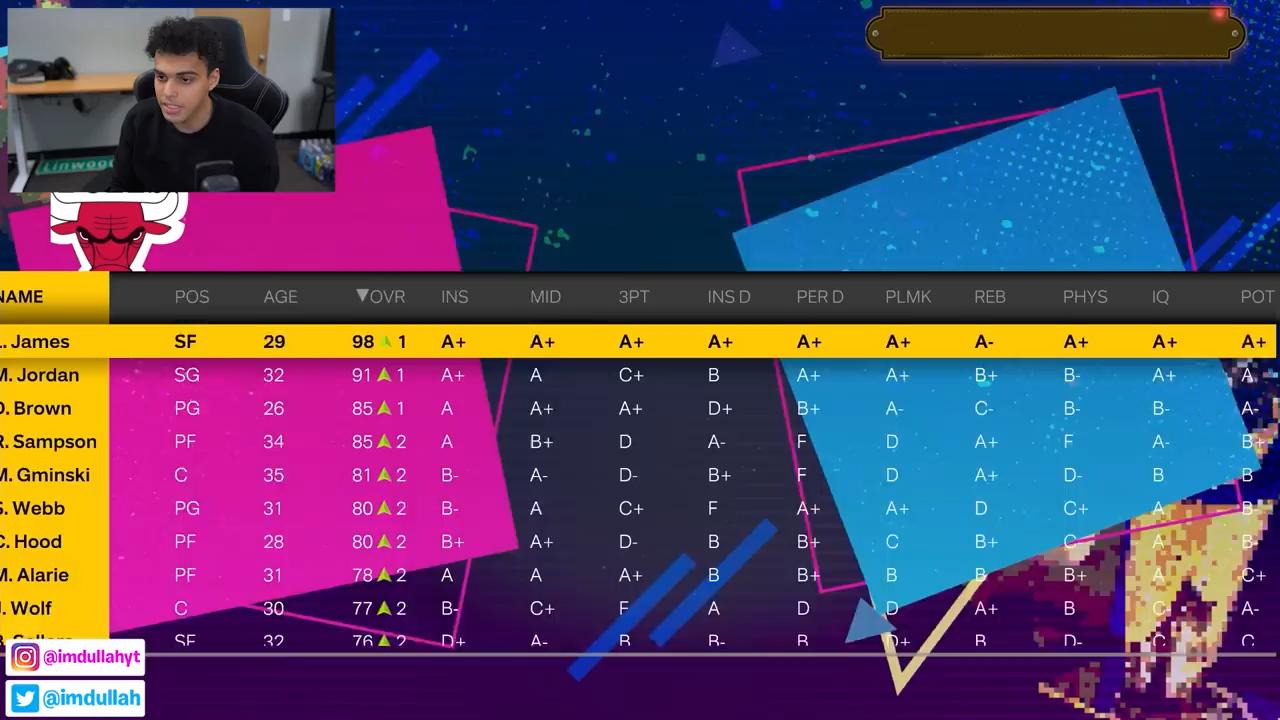 Linwoo
NAME POS AGE ▼OVR INS MID 3PT INS D PER D PLMK REB PHYS IQ POT
L. James SF 29 98 1 A+ A+ A+ A+ A+ A+ A- A+ A+ A+
M. Jordan SG 32 91 1 A+ A C+ B A+ A+ B+ B- A+ A
D. Brown PG 26 85 1 A A+ A+ D+ B+ A- C- B- B- A-
R. Sampson PF 34 85 2 A B+ D A- F D A+ F A- B+
M. Gminski C 35 81 2 B- A- D- B+ F D A+ D- B B
S. Webb PG 31 80 2 B- A C+ F A+ A+ D C+ A B-
C. Hood PF 28 80 2 B+ A+ D- B B+ C B+ C- A B-
M. Alarie PF 31 78 2 A A A+ B B+ B B B+ A C+
J. Wolf C 30 77 2 B- C+ F A D D A+ B C- A-
SF 32 76 2 D+ A- B B- B D+ B D- C C
@imdullahyt
@imdullah